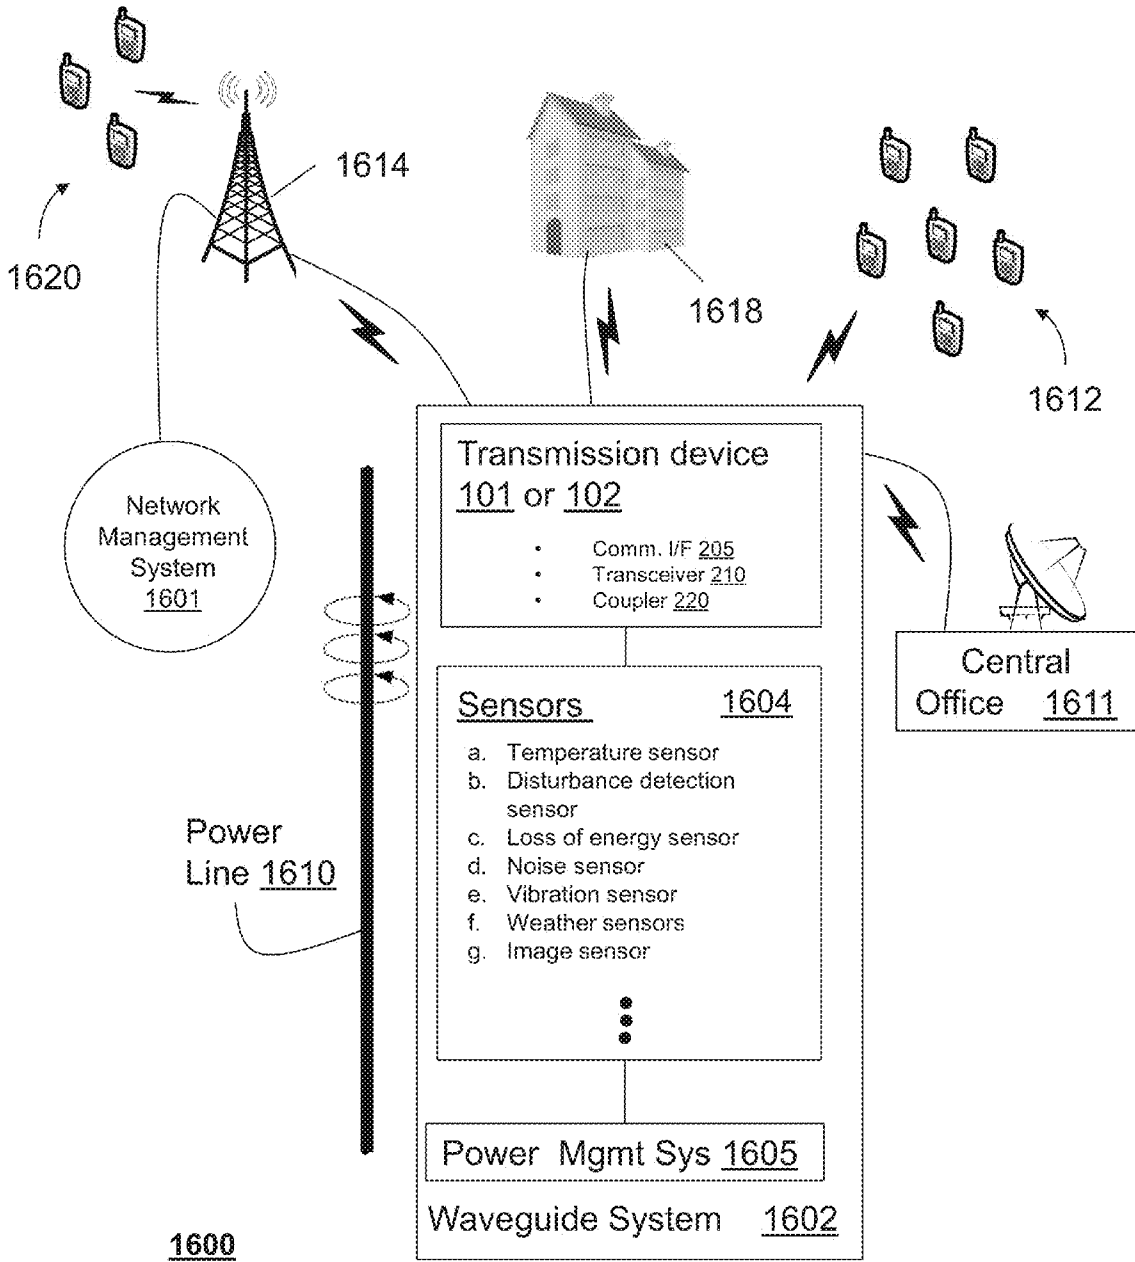 1614
1620
1618
1612
Network
Management
System
1601
Transmission device
101 or 102
• Comm. I/F 205
• Transceiver 210
• Coupler 220
Central
Office 1611
Sensors 1604
a. Temperature sensor
b. Disturbance detection
sensor
c. Loss of energy sensor
d. Noise sensor
e. Vibration sensor
f. Weather sensors
g. Image sensor
Power
Line 1610
Power Mgmt Sys 1605
Waveguide System 1602
1600